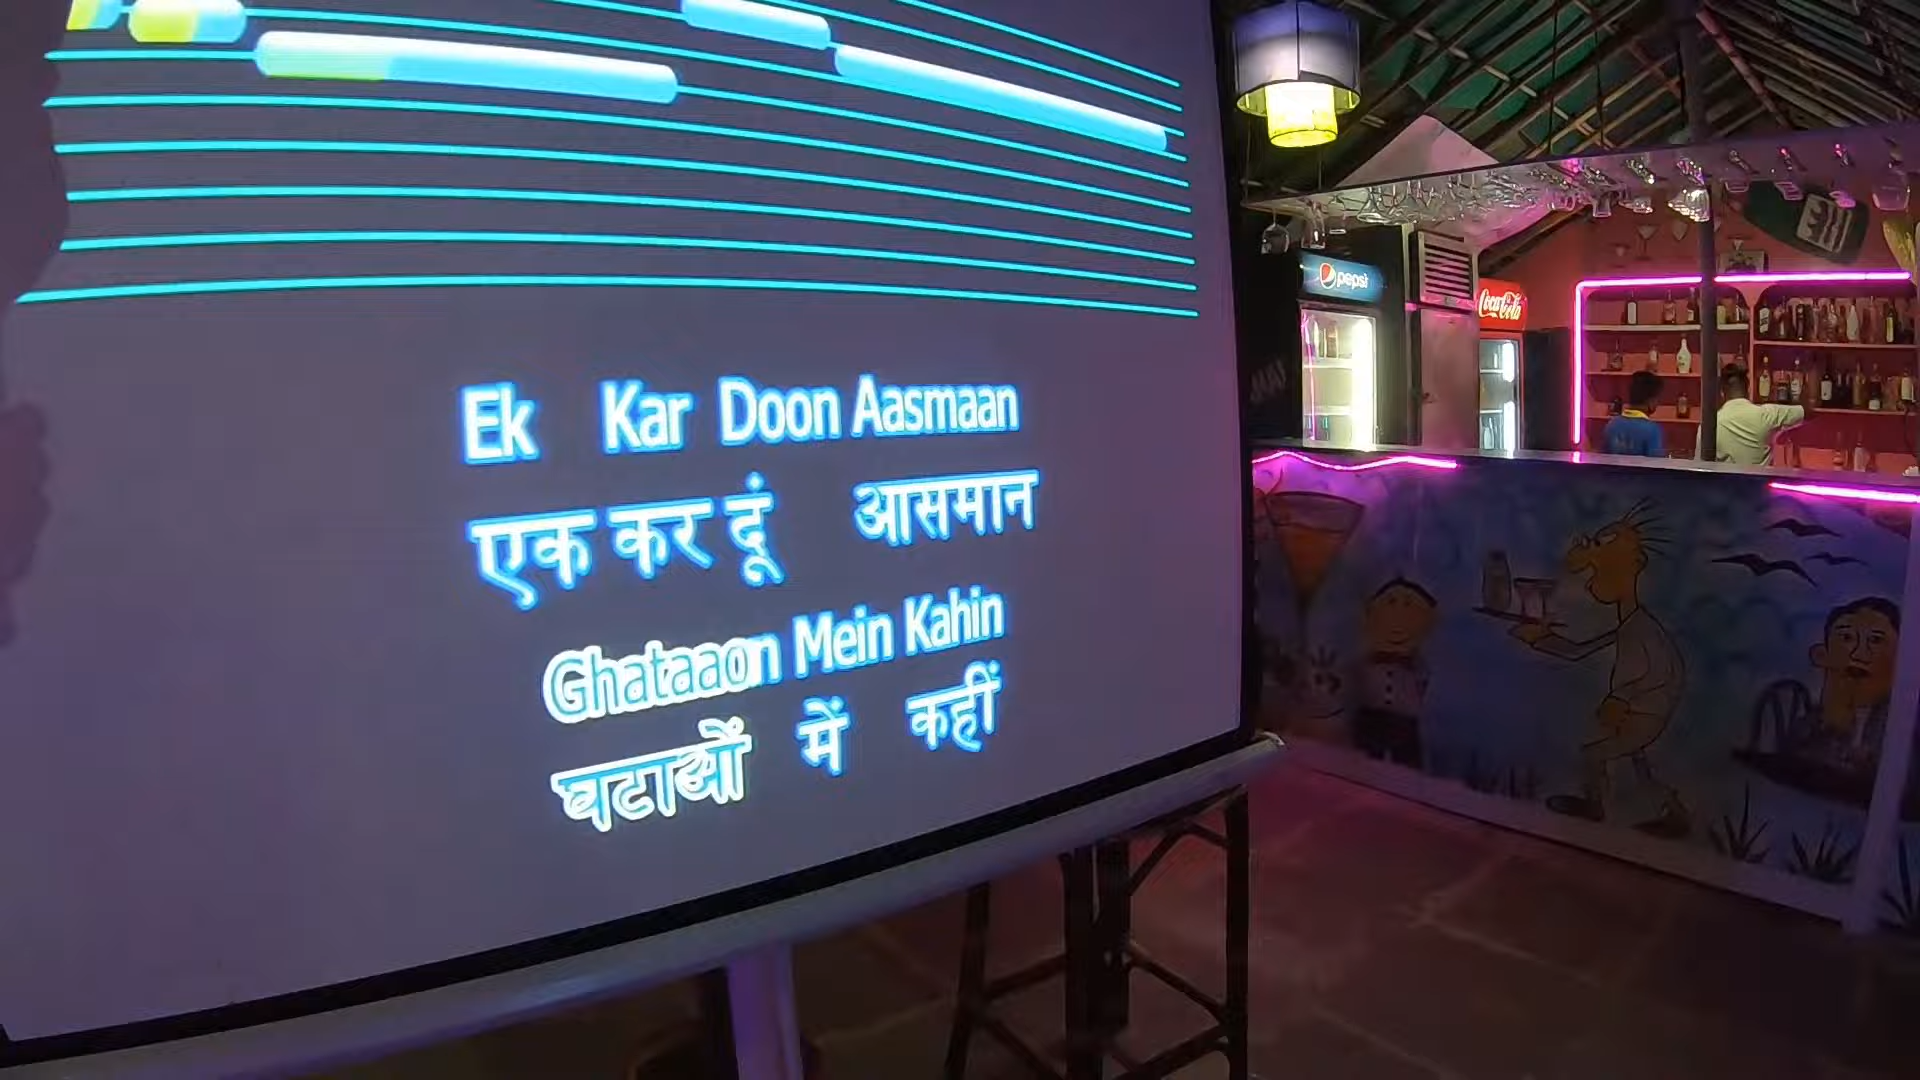 Ek Kar Doon Aasmaan
एक कर दूं आसमान
Ghataaon Mein Kahin
घटाओं में कहीं
pepsi
Coca-Cola